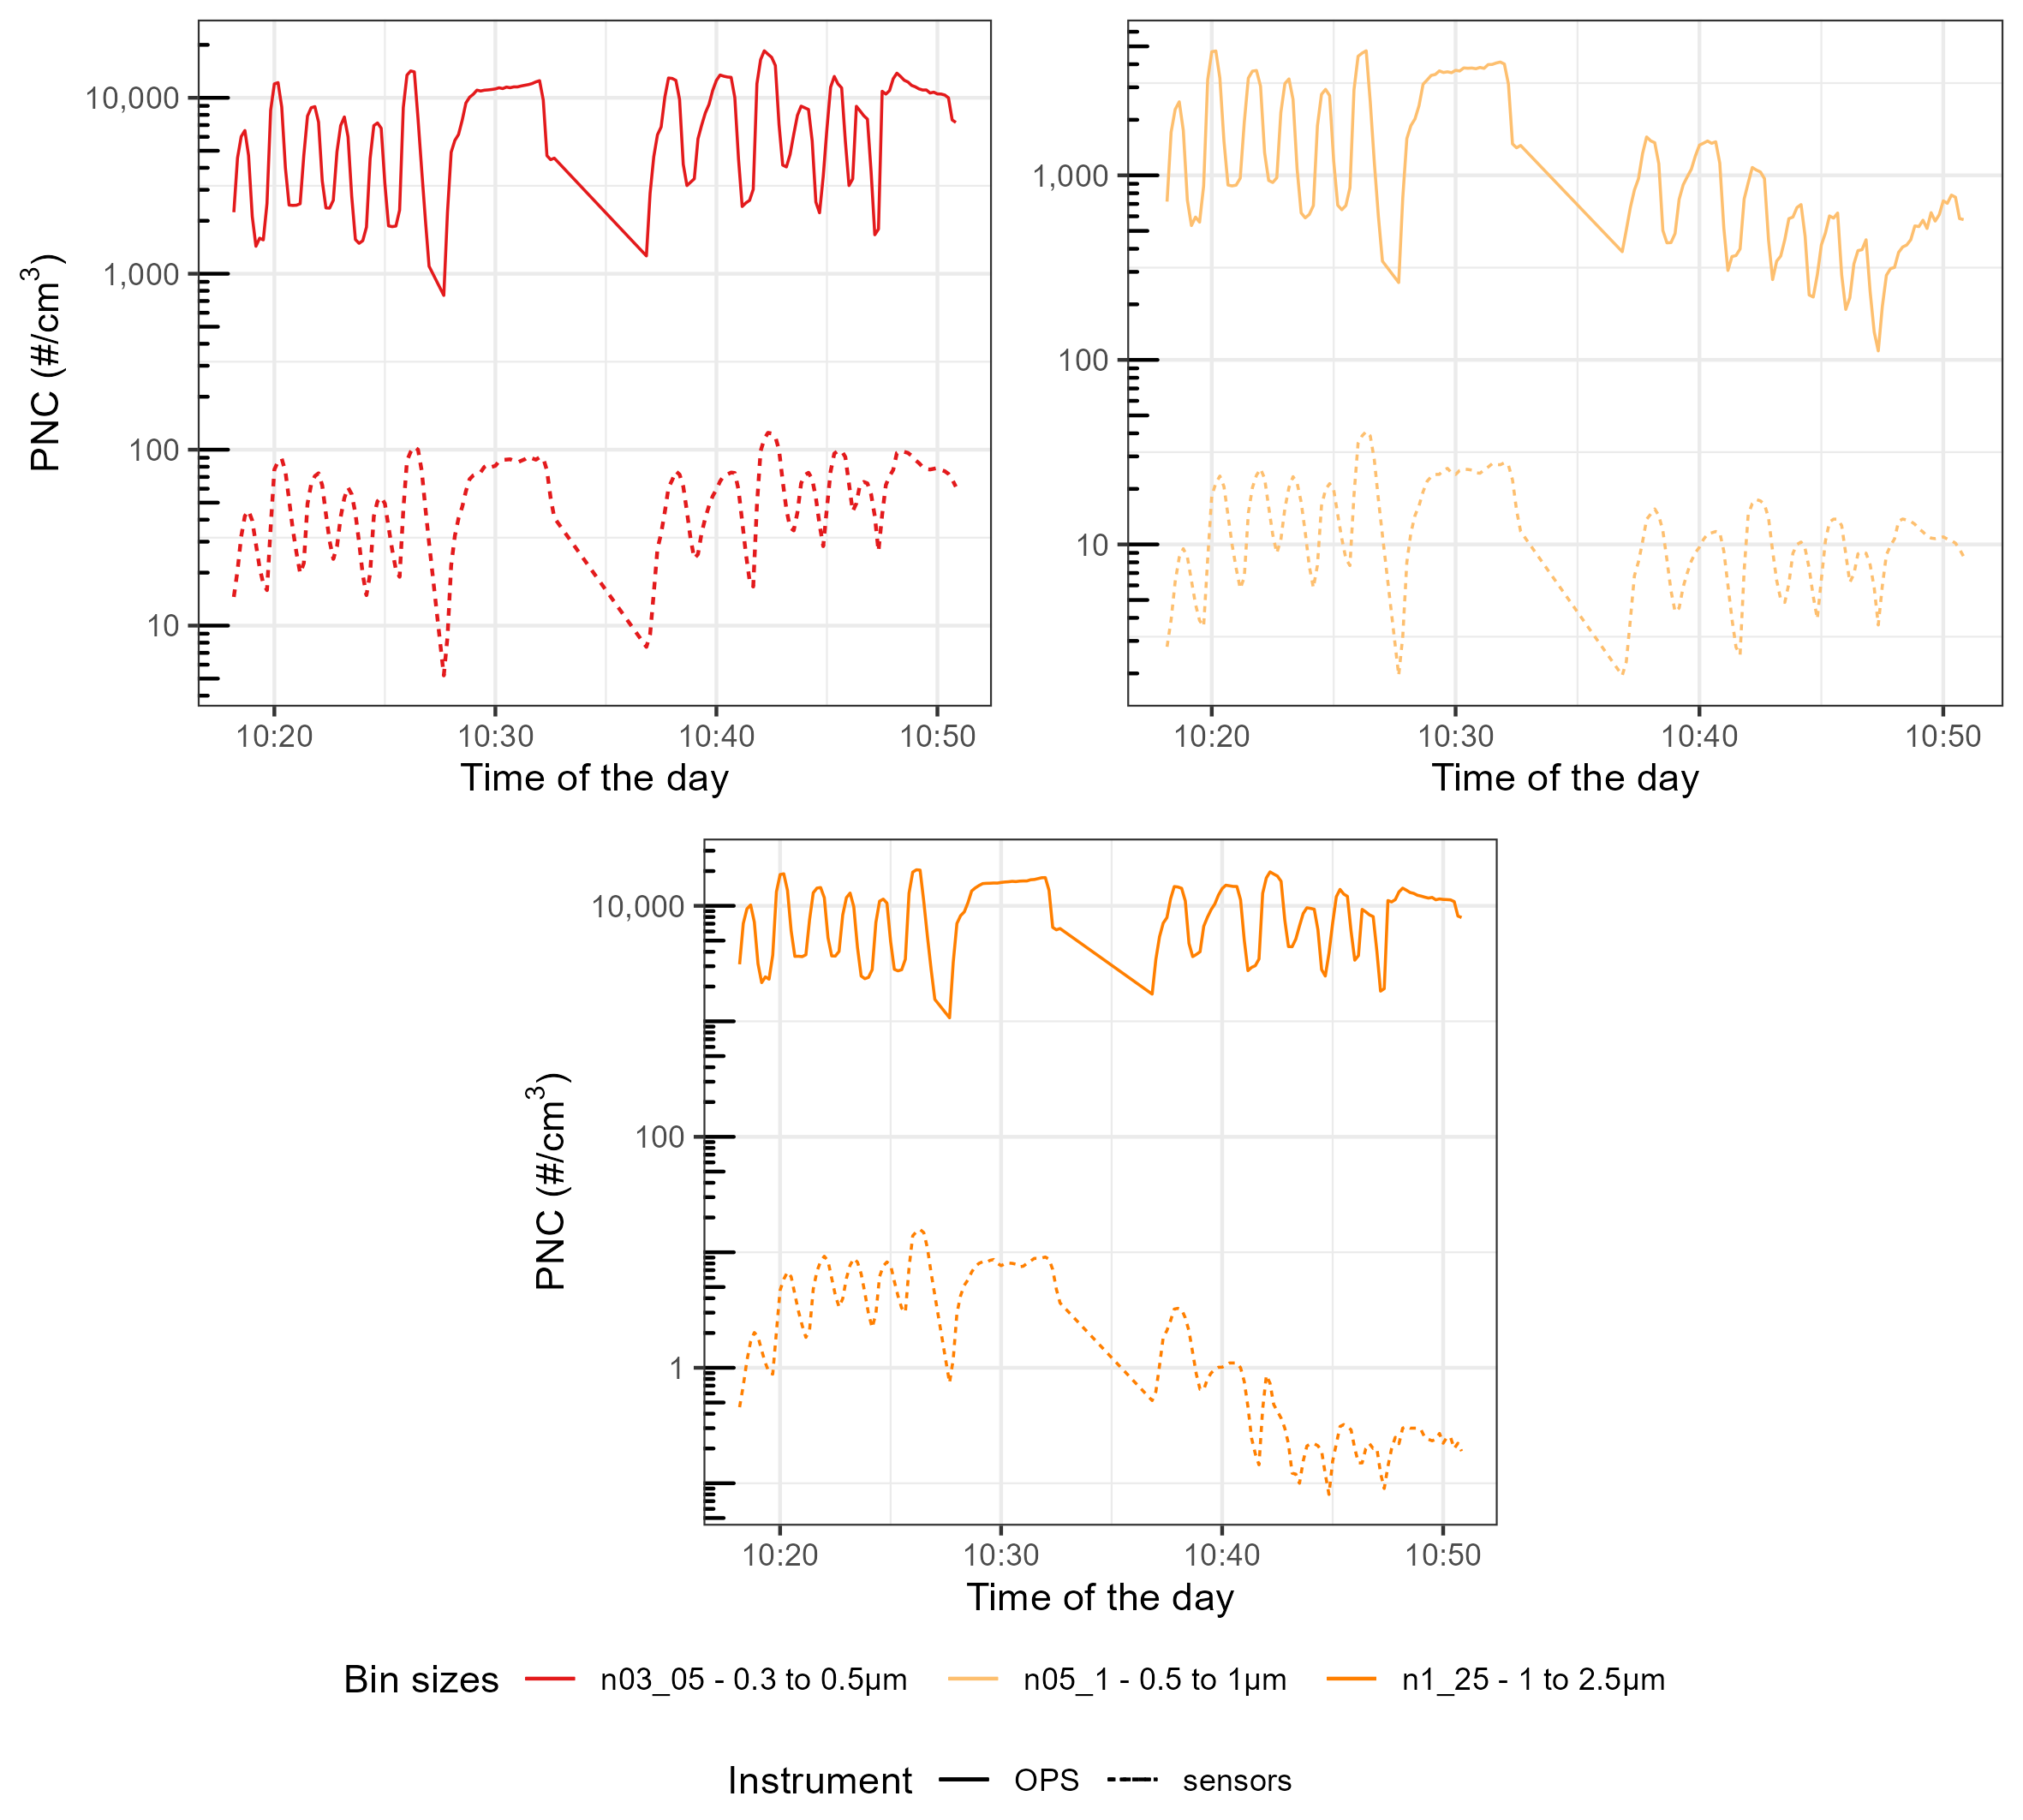 PNC (#/cm³)
10,000
1,000
100
10
10:20 10:30 10:40 10:50
Time of the day
1,000
100
10
10:20 10:30 10:40 10:50
Time of the day
PNC (#/cm³)
10,000
100
1
10:20 10:30 10:40 10:50
Time of the day
Bin sizes n03_05 - 0.3 to 0.5µm n05_1 - 0.5 to 1µm n1_25 - 1 to 2.5µm
Instrument OPS sensors